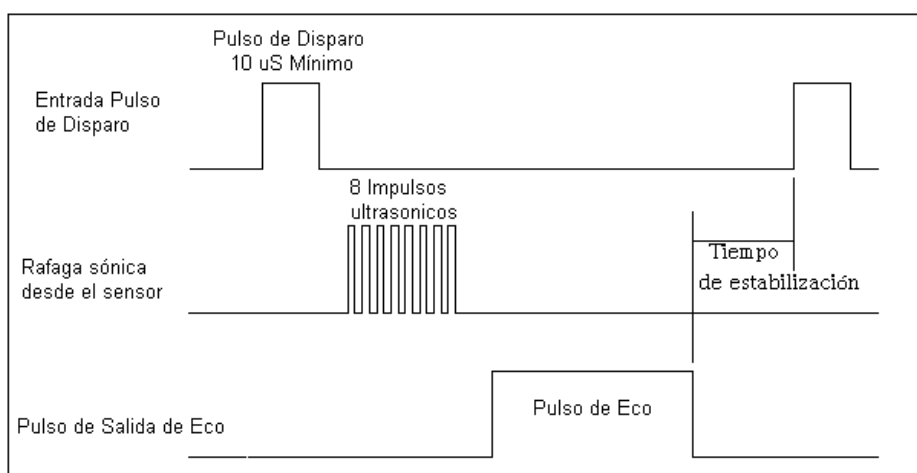 Pulso de Disparo
10 uS Mínimo
Entrada Pulso
de Disparo
8 Impulsos
ultrasonicos
Rafaga sónica
desde el sensor
Tiempo
de estabilización
Pulso de Eco
Pulso de Salida de Eco